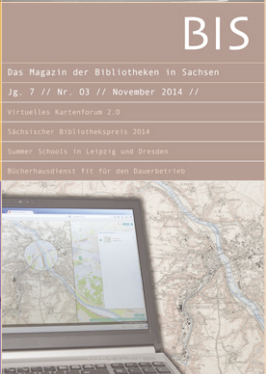 BIS
Das Magazin der Bibliotheken in Sachsen
Jg. 7 // Nr. 03 // November 2014 //
Virtuelles Kartenforum 2.0
Sächsischer Bibliothekspreis 2014
Summer Schools in Leipzig und Dresden
Bücherhausdienst fit für den Dauerbetrieb